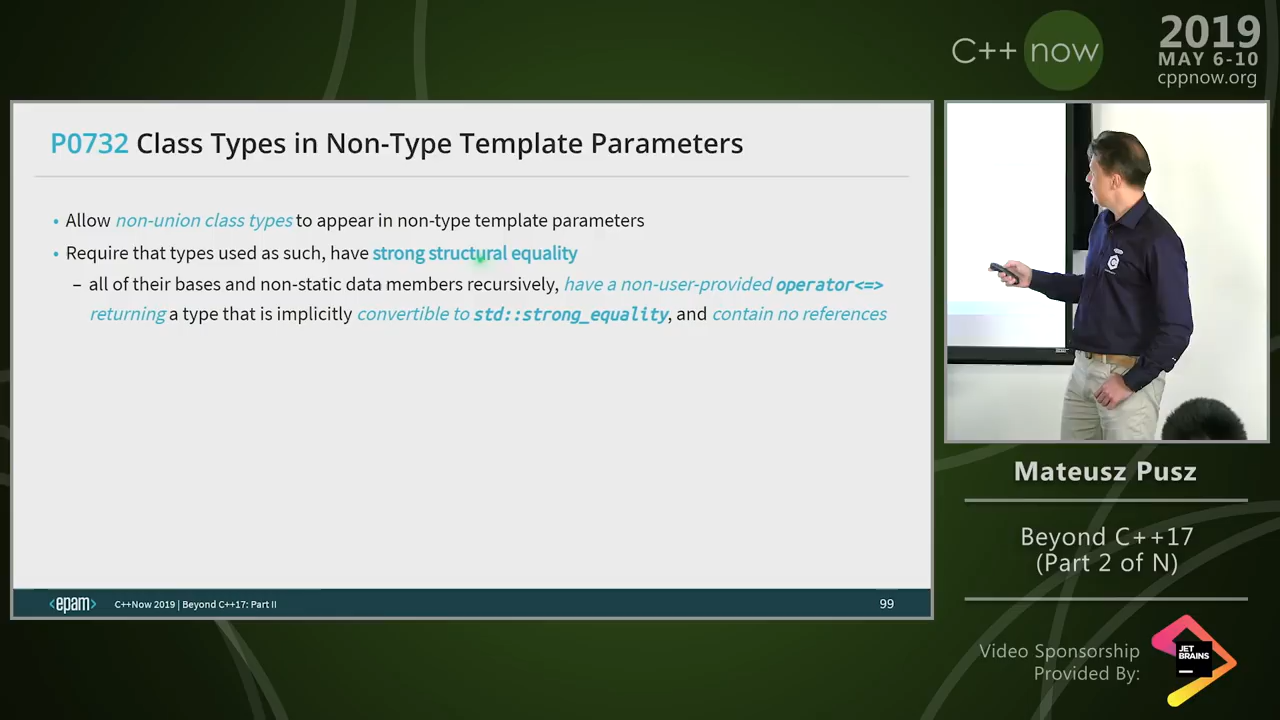 C++ now
2019
MAY 6-10
cppnow.org
P0732 Class Types in Non-Type Template Parameters
• Allow non-union class types to appear in non-type template parameters
• Require that types used as such, have strong structural equality
– all of their bases and non-static data members recursively, have a non-user-provided operator<=>
returning a type that is implicitly convertible to std::strong_equality, and contain no references
<epam> C++Now 2019 | Beyond C++17: Part II 99
Mateusz Pusz
Beyond C++17
(Part 2 of N)
Video Sponsorship
Provided By:
JET
BRAINS